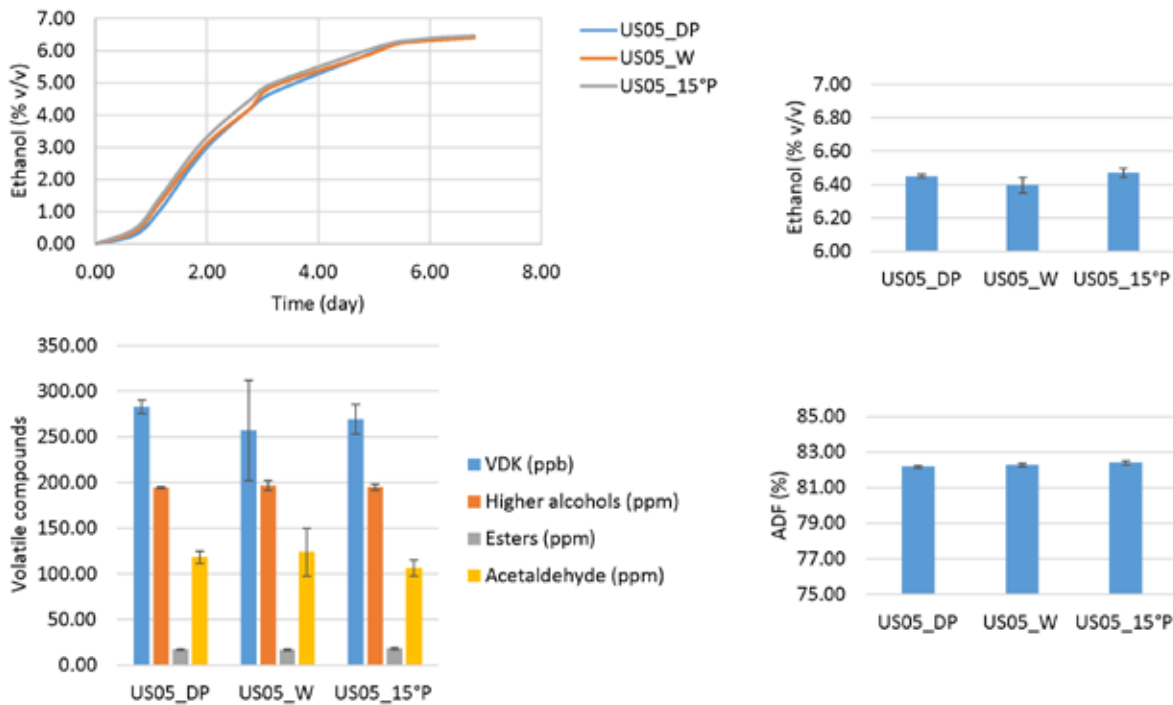 7.00
6.00
5.00
4.00
3.00
2.00
1.00
0.00
Ethanol (% v/v)
0.00 2.00 4.00 6.00 8.00
Time (day)
US05_DP
US05_W
US05_15°P
7.00
6.80
6.60
6.40
6.20
6.00
Ethanol (% v/v)
US05_DP US05_W US05_15°P
350.00
300.00
250.00
200.00
150.00
100.00
50.00
0.00
Volatile compounds
US05_DP US05_W US05_15°P
VDK (ppb)
Higher alcohols (ppm)
Esters (ppm)
Acetaldehyde (ppm)
85.00
83.00
81.00
79.00
77.00
75.00
ADF (%)
US05_DP US05_W US05_15°P